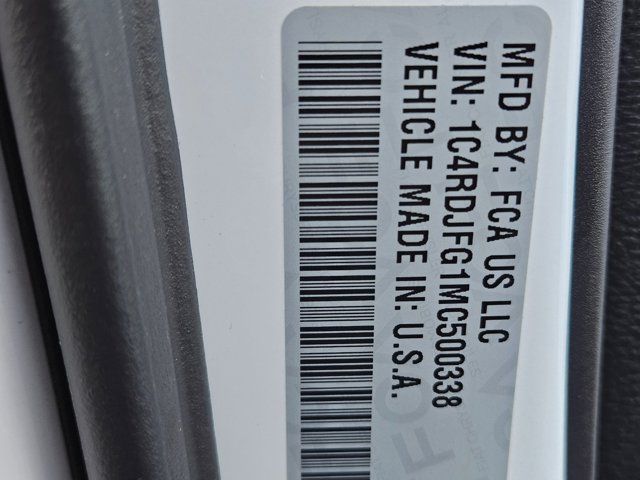 MFD BY: FCA US LLC
VIN: 1C4RDJFG1MC500338
VEHICLE MADE IN: U.S.A.